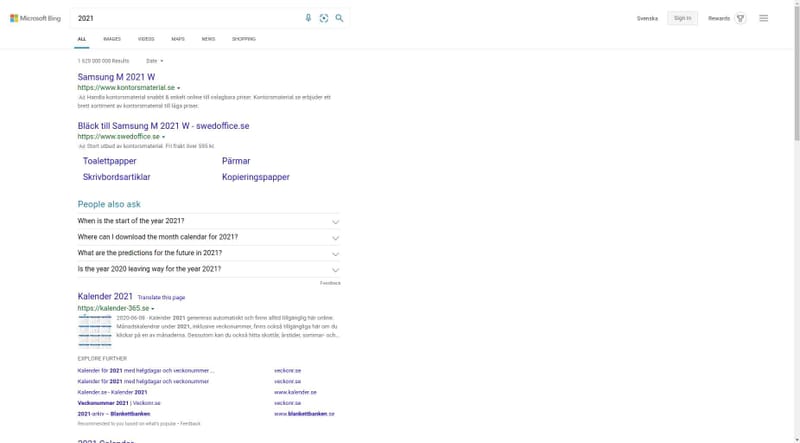 Microsoft Bing
2021
Svenska
Sign in
Rewards
ALL IMAGES VIDEOS MAPS NEWS SHOPPING
1 620 000 000 Results Date
Samsung M 2021 W
https://www.kontorsmaterial.se
Ad Handla kontorsmaterial snabbt & enkelt online till oslagbara priser. Kontorsmaterial.se erbjuder ett
brett sortiment av kontorsmaterial till låga priser.
Bläck till Samsung M 2021 W - swedoffice.se
https://www.swedoffice.se
Ad Stort utbud av kontorsmaterial. Fri frakt över 595 kr.
Toalettpapper Pärmar
Skrivbordsartiklar Kopieringspapper
People also ask
When is the start of the year 2021?
Where can I download the month calendar for 2021?
What are the predictions for the future in 2021?
Is the year 2020 leaving way for the year 2021?
Feedback
Kalender 2021 Translate this page
https://kalender-365.se
2020-06-08 · Kalender 2021 genereras automatiskt och finns alltid tillgänglig här online.
Månadskalendrar under 2021, inklusive veckonummer, finns också tillgängliga här om du
klickar på en av månaderna. Dessutom kan du också hitta skottår, årstider, sommar- och...
EXPLORE FURTHER
Kalender för 2021 med helgdagar och veckonummer ... veckonr.se
Kalender för 2021 med helgdagar och veckonummer veckonr.se
Kalender.se - Kalender 2021 www.kalender.se
Veckonummer 2021 | Veckonr.se veckonr.se
2021-arkiv – Blankettbanken www.blankettbanken.se
Recommended to you based on what's popular • Feedback
2021 Calendar